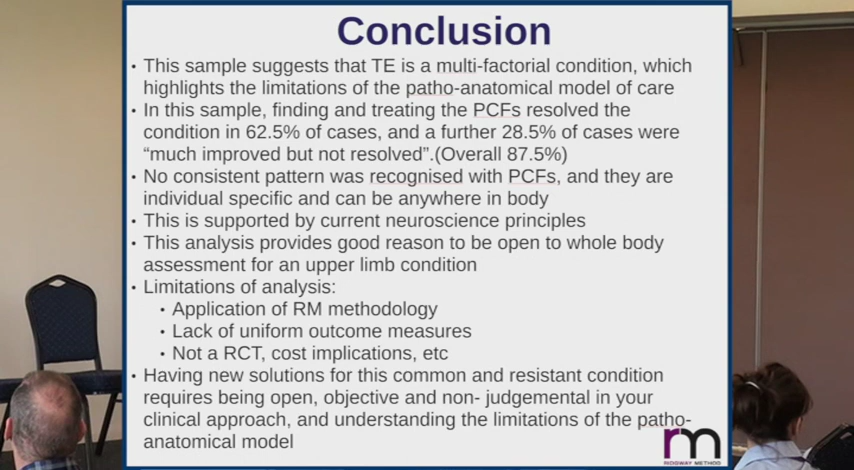 Conclusion
• This sample suggests that TE is a multi-factorial condition, which
highlights the limitations of the patho-anatomical model of care
• In this sample, finding and treating the PCFs resolved the
condition in 62.5% of cases, and a further 28.5% of cases were
“much improved but not resolved”.(Overall 87.5%)
• No consistent pattern was recognised with PCFs, and they are
individual specific and can be anywhere in body
• This is supported by current neuroscience principles
• This analysis provides good reason to be open to whole body
assessment for an upper limb condition
• Limitations of analysis:
• Application of RM methodology
• Lack of uniform outcome measures
• Not a RCT, cost implications, etc
• Having new solutions for this common and resistant condition
requires being open, objective and non- judgemental in your
clinical approach, and understanding the limitations of the patho-
anatomical model
rm
RIDGWAY METHOD